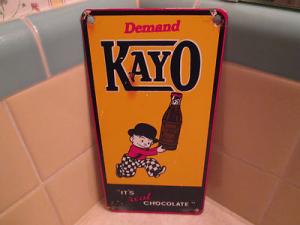 Demand
KAYO
"IT'S
real
CHOCOLATE"